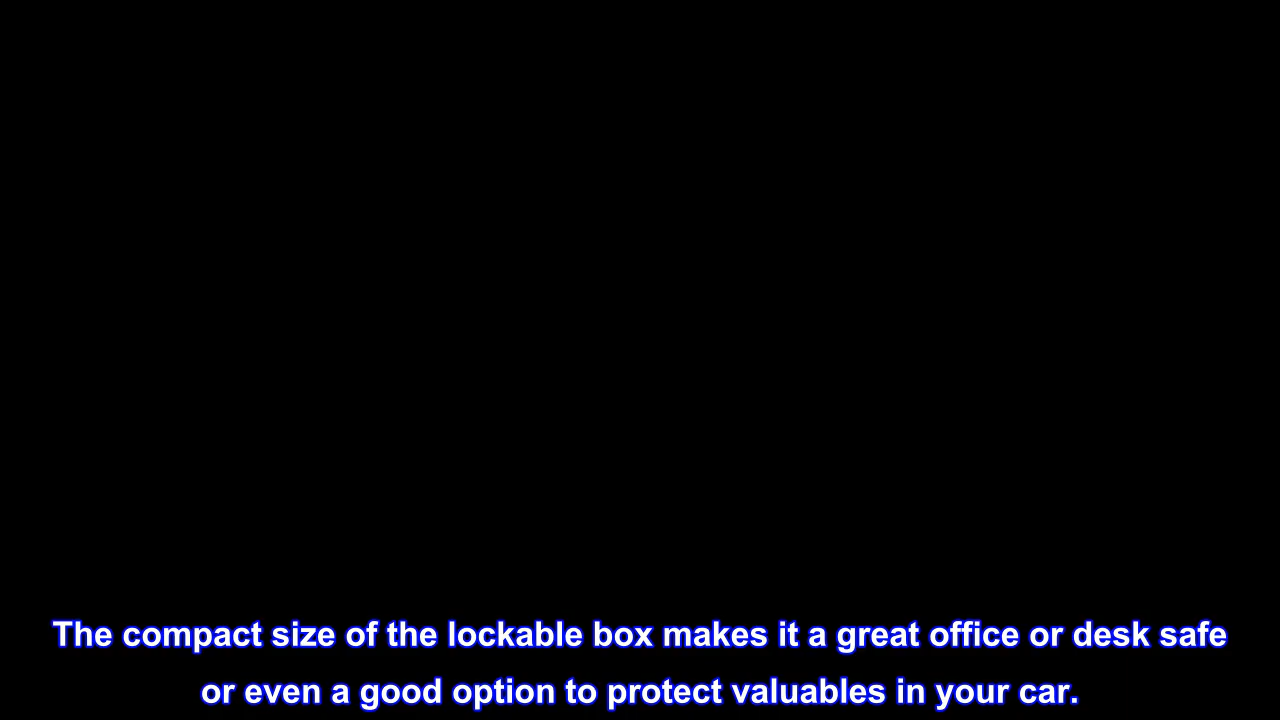 The compact size of the lockable box makes it a great office or desk safe
or even a good option to protect valuables in your car.